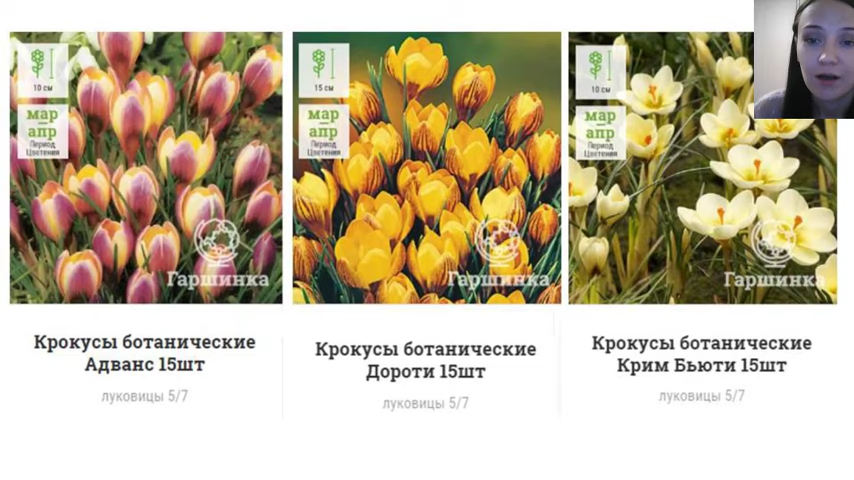 10 см
мар
апр
Период
Цветения
Гаршинка
15 см
мар
апр
Период
Цветения
Гаршинка
10 см
мар
апр
Период
Цветения
Гаршинка
Крокусы ботанические
Адванс 15шт
луковицы 5/7
Крокусы ботанические
Дороти 15шт
луковицы 5/7
Крокусы ботанические
Крим Бьюти 15шт
луковицы 5/7